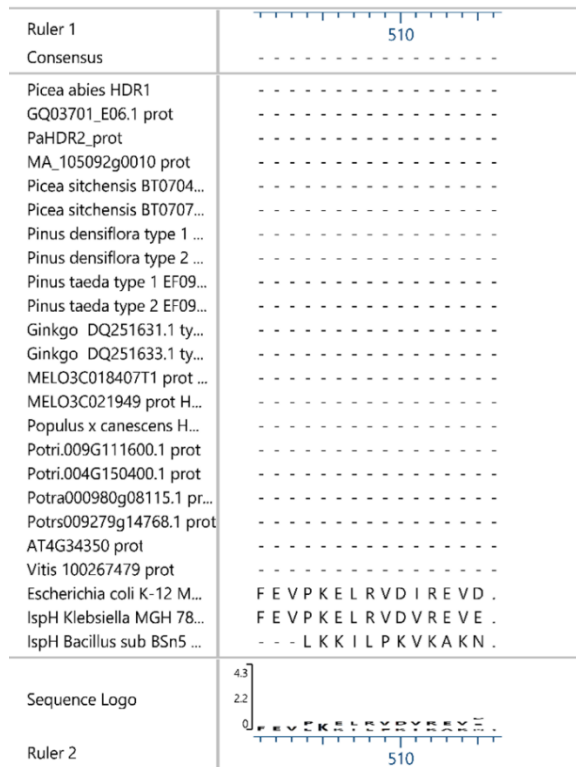 Ruler 1 510
Consensus - - - - - - - - - - - - - - -
Picea abies HDR1 - - - - - - - - - - - - - - -
GQ03701_E06.1 prot - - - - - - - - - - - - - - -
PaHDR2_prot - - - - - - - - - - - - - - -
MA_105092g0010 prot - - - - - - - - - - - - - - -
Picea sitchensis BT0704... - - - - - - - - - - - - - - -
Picea sitchensis BT0707... - - - - - - - - - - - - - - -
Pinus densiflora type 1 ... - - - - - - - - - - - - - - -
Pinus densiflora type 2 ... - - - - - - - - - - - - - - -
Pinus taeda type 1 EF09... - - - - - - - - - - - - - - -
Pinus taeda type 2 EF09... - - - - - - - - - - - - - - -
Ginkgo DQ251631.1 ty... - - - - - - - - - - - - - - -
Ginkgo DQ251633.1 ty... - - - - - - - - - - - - - - -
MELO3C018407T1 prot ... - - - - - - - - - - - - - - -
MELO3C021949 prot H... - - - - - - - - - - - - - - -
Populus x canescens H... - - - - - - - - - - - - - - -
Potri.009G111600.1 prot - - - - - - - - - - - - - - -
Potri.004G150400.1 prot - - - - - - - - - - - - - - -
Potra000980g08115.1 pr... - - - - - - - - - - - - - - -
Potrs009279g14768.1 prot - - - - - - - - - - - - - - -
AT4G34350 prot - - - - - - - - - - - - - - -
Vitis 100267479 prot - - - - - - - - - - - - - - -
Escherichia coli K-12 M... F E V P K E L R V D I R E V D .
IspH Klebsiella MGH 78... F E V P K E L R V D V R E V E .
IspH Bacillus sub BSn5 ... - - - L K K I L P K V K A K N .
4.3
2.2
Sequence Logo
0
Ruler 2 510